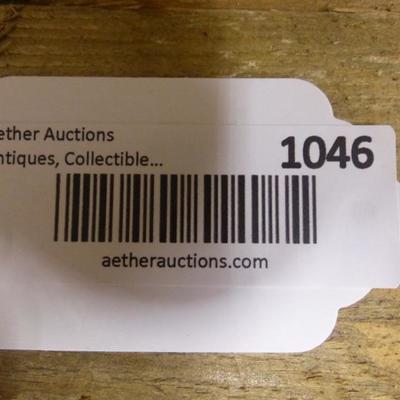 ether Auctions
ntiques, Collectible...
1046
aetherauctions.com